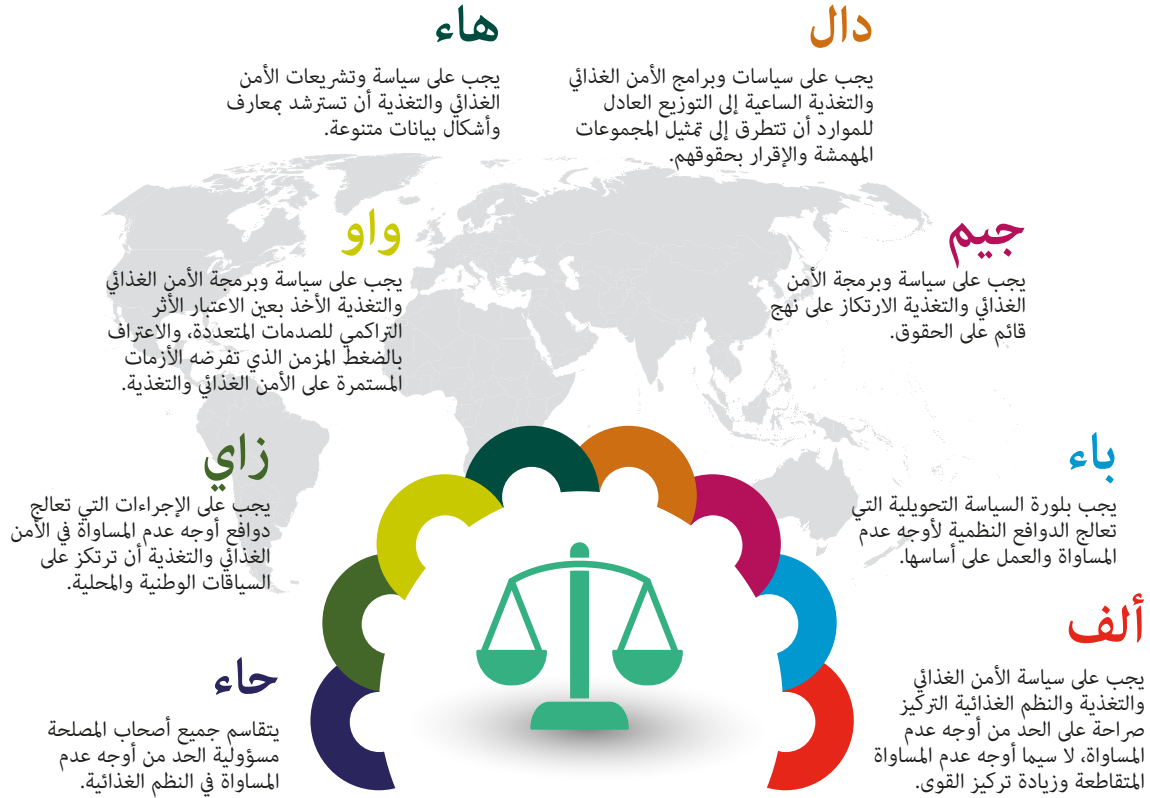 ألف
يجب على سياسة الأمن الغذائي
والتغذية والنظم الغذائية التركيز
صراحة على الحد من أوجه عدم
المساواة، لا سيما أوجه عدم المساواة
المتقاطعة وزيادة تركيز القوى.
باء
يجب بلورة السياسة التحويلية التي
تعالج الدوافع النظمية لأوجه عدم
المساواة والعمل على أساسها.
جيم
يجب على سياسة وبرمجة الأمن
الغذائي والتغذية الارتكاز على نهج
قائم على الحقوق.
دال
يجب على سياسات وبرامج الأمن الغذائي
والتغذية الساعية إلى التوزيع العادل
للموارد أن تتطرق إلى تمثيل المجموعات
المهمشة والإقرار بحقوقهم.
هاء
يجب على سياسة وتشريعات الأمن
الغذائي والتغذية أن تسترشد بمعارف
وأشكال بيانات متنوعة.
واو
يجب على سياسة وبرمجة الأمن الغذائي
والتغذية الأخذ بعين الاعتبار الأثر
التراكمي للصدمات المتعددة، والاعتراف
بالضغط المزمن الذي تفرضه الأزمات
المستمرة على الأمن الغذائي والتغذية.
زاي
يجب على الإجراءات التي تعالج
دوافع أوجه عدم المساواة في الأمن
الغذائي والتغذية أن ترتكز على
السياقات الوطنية والمحلية.
حاء
يتقاسم جميع أصحاب المصلحة
مسؤولية الحد من أوجه عدم
المساواة في النظم الغذائية.